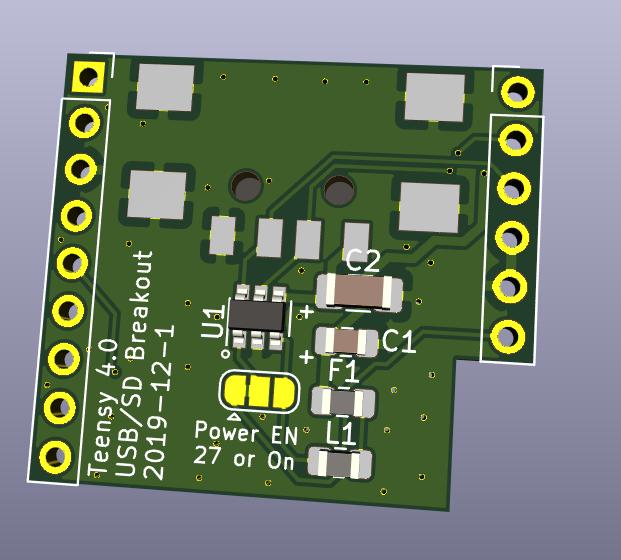 C2
U1
+
C1
+
F1
L1
Power EN
27 or On
Teensy 4.0
USB/SD Breakout
2019-12-1